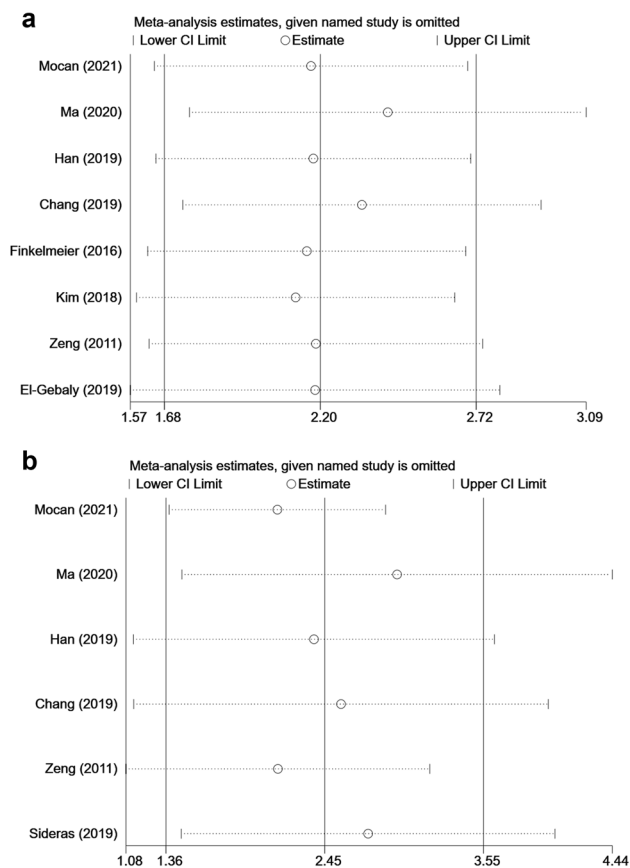 a
Meta-analysis estimates, given named study is omitted
Lower CI Limit Estimate Upper CI Limit
Mocan (2021)
Ma (2020)
Han (2019)
Chang (2019)
Finkelmeier (2016)
Kim (2018)
Zeng (2011)
El-Gebaly (2019)
1.57 1.68 2.20 2.72 3.09
b
Meta-analysis estimates, given named study is omitted
Lower CI Limit Estimate Upper CI Limit
Mocan (2021)
Ma (2020)
Han (2019)
Chang (2019)
Zeng (2011)
Sideras (2019)
1.08 1.36 2.45 3.55 4.44